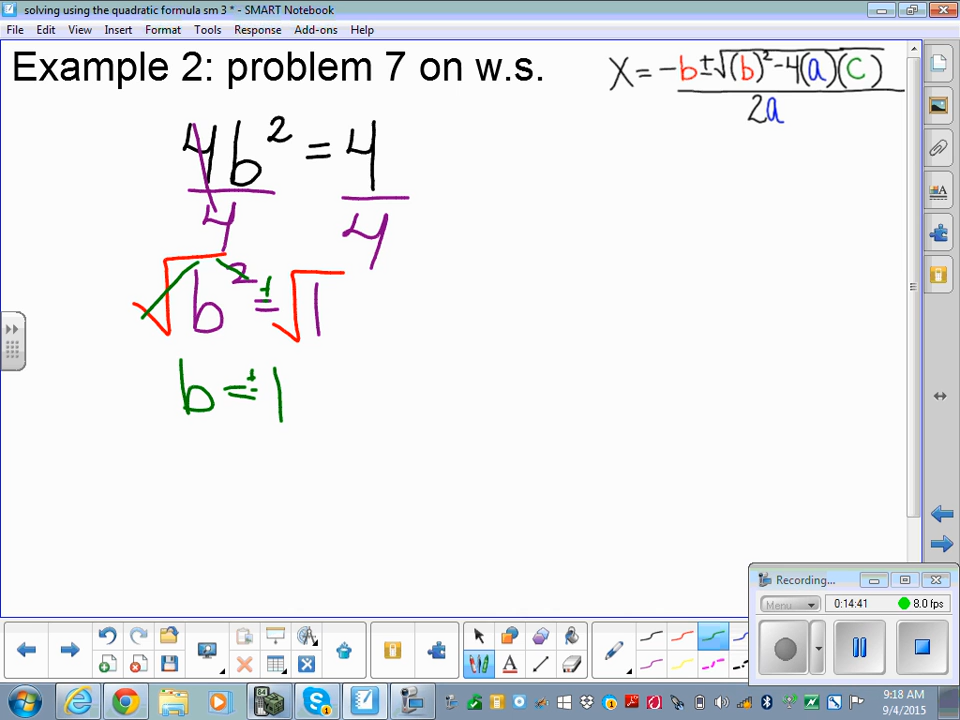 solving using the quadratic formula sm 3 * - SMART Notebook
File Edit View Insert Format Tools Response Add-ons Help
Example 2: problem 7 on w.s.
X = -b±√(b)²-4(a)(c)
2a
4b² = 4
4 4
√b² = ±√1
b = ±1
Recording...
Menu
0:14:41
8.0 fps
9:18 AM
9/4/2015